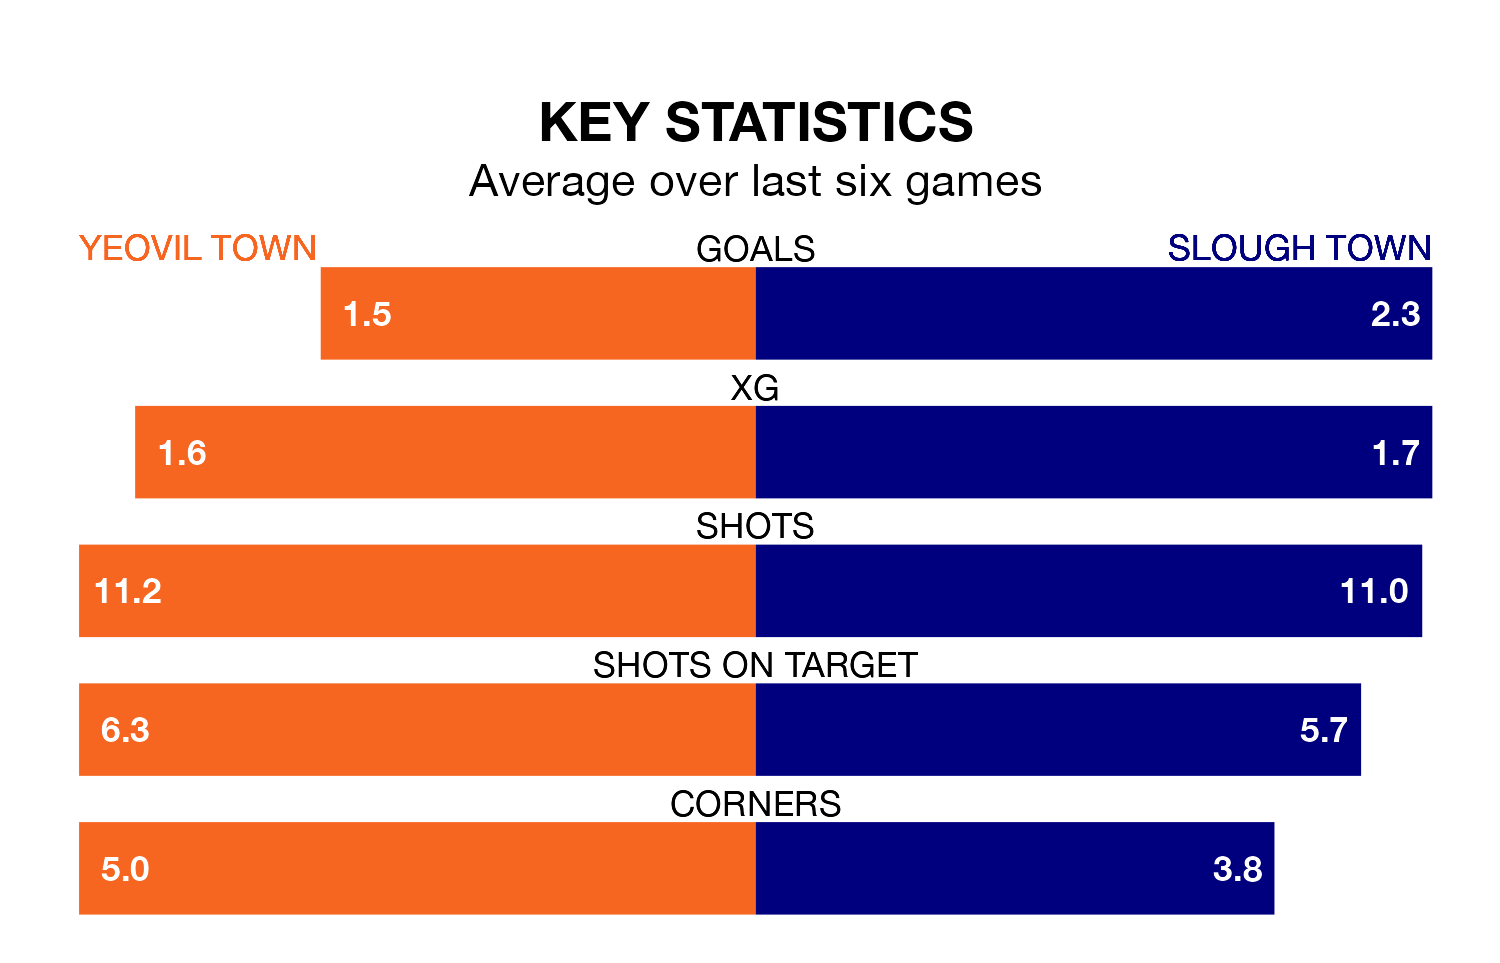 KEY STATISTICS
Average over last six games
YEOVIL TOWN GOALS SLOUGH TOWN
1.5 2.3
XG
1.6 1.7
SHOTS
11.2 11.0
SHOTS ON TARGET
6.3 5.7
CORNERS
5.0 3.8